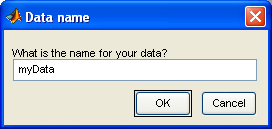 Data name
What is the name for your data?
myData
OK
Cancel